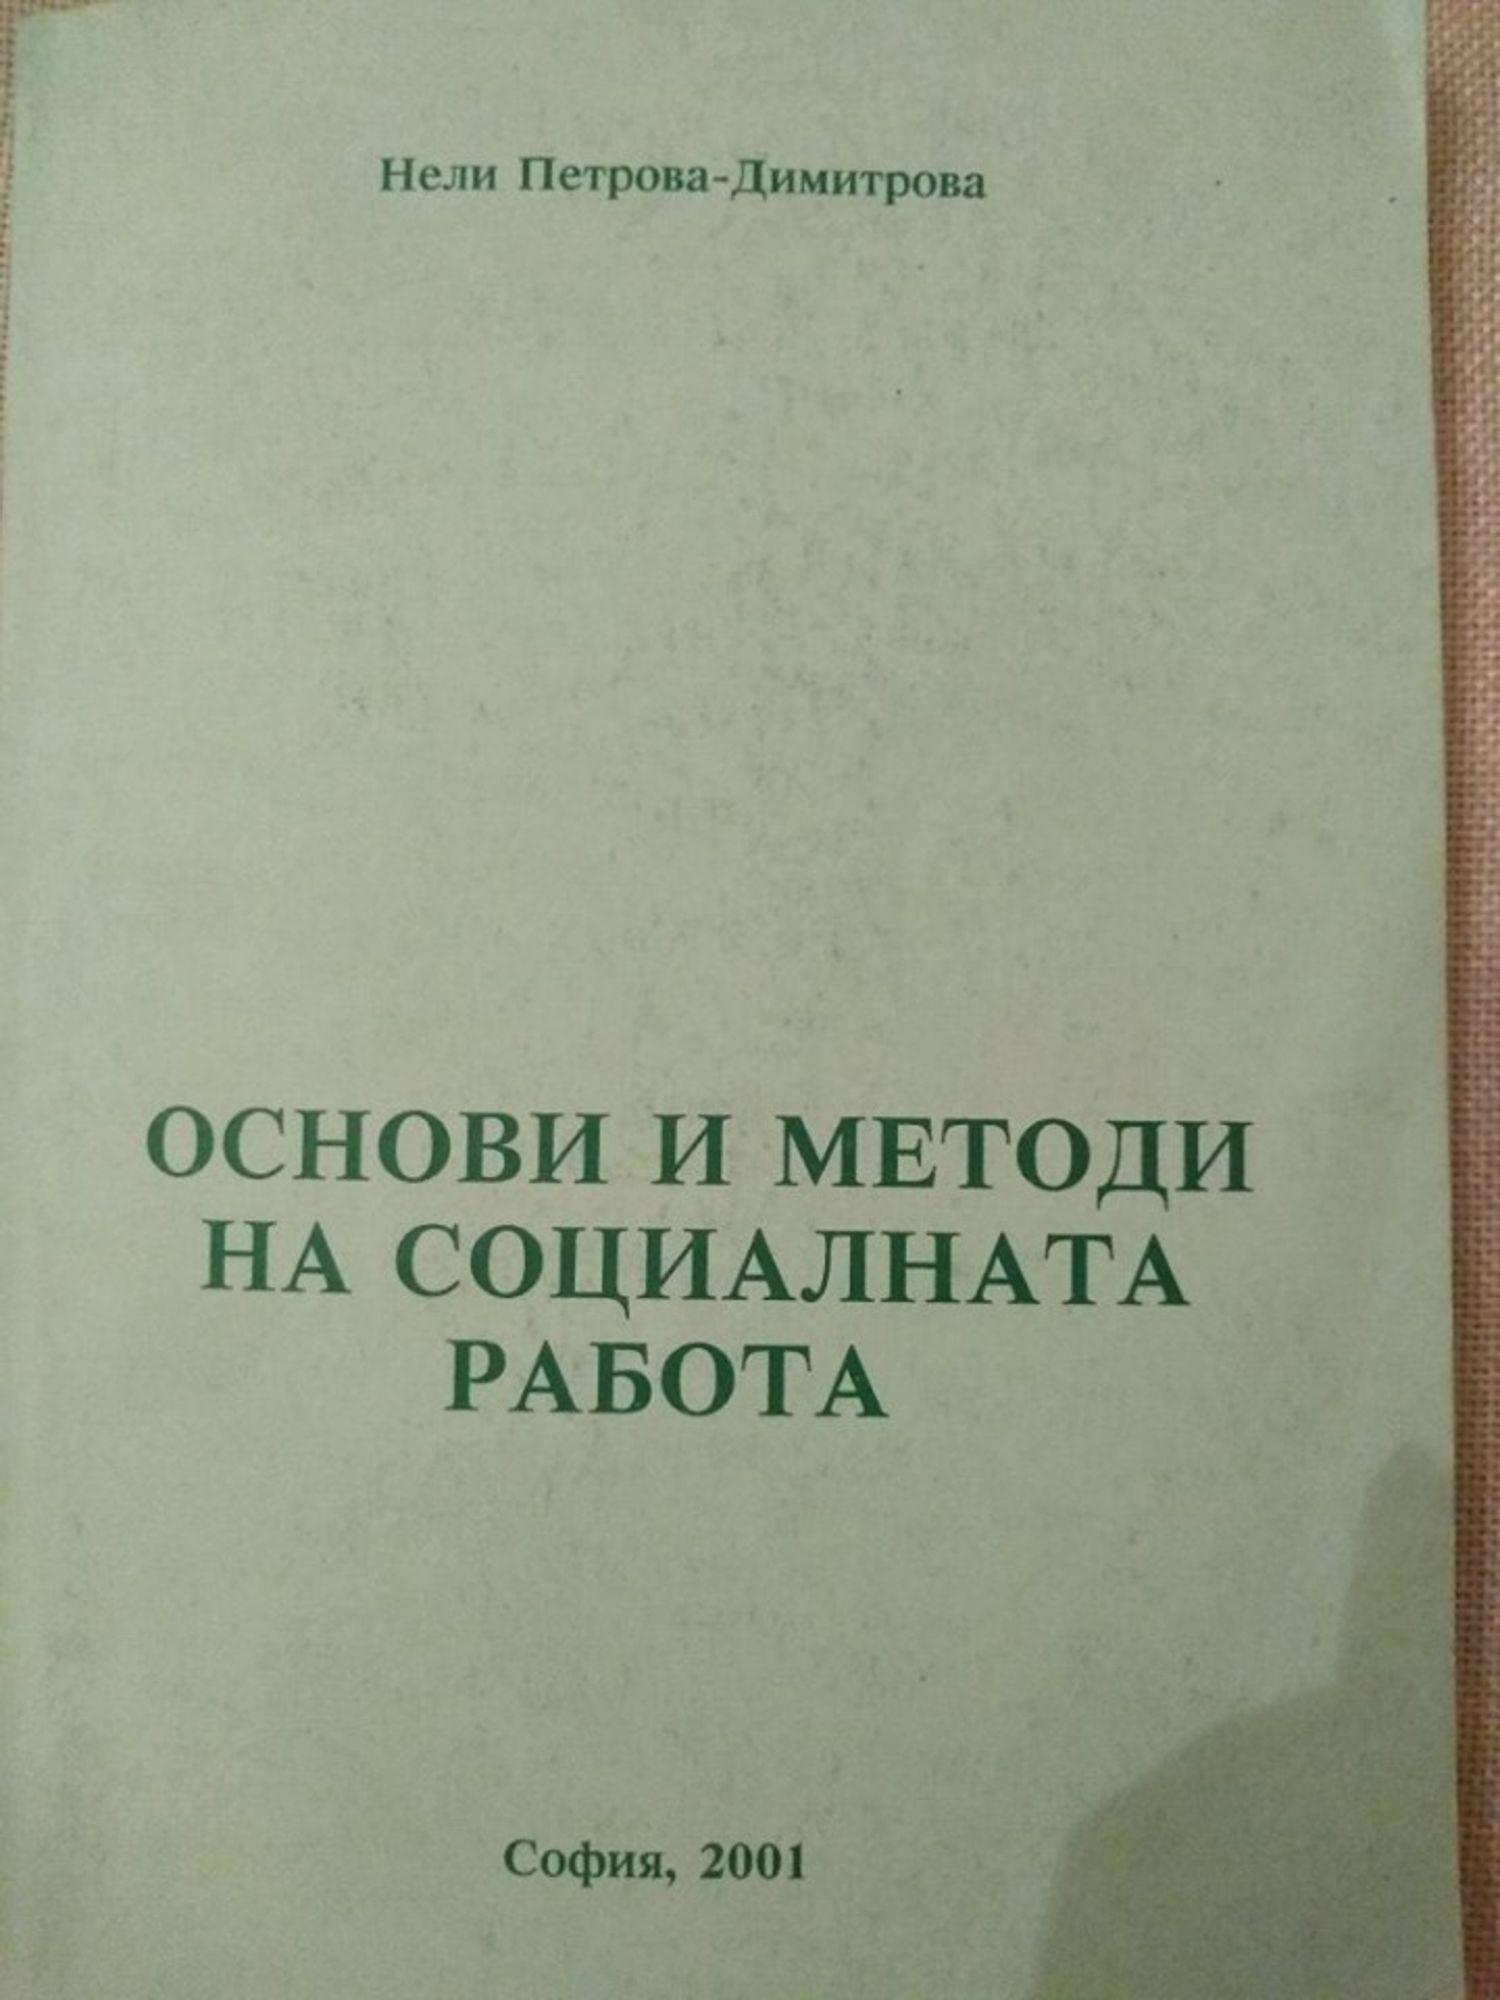 Нели Петрова-Димитрова
ОСНОВИ И МЕТОДИ
НА СОЦИАЛНАТА
РАБОТА
София, 2001